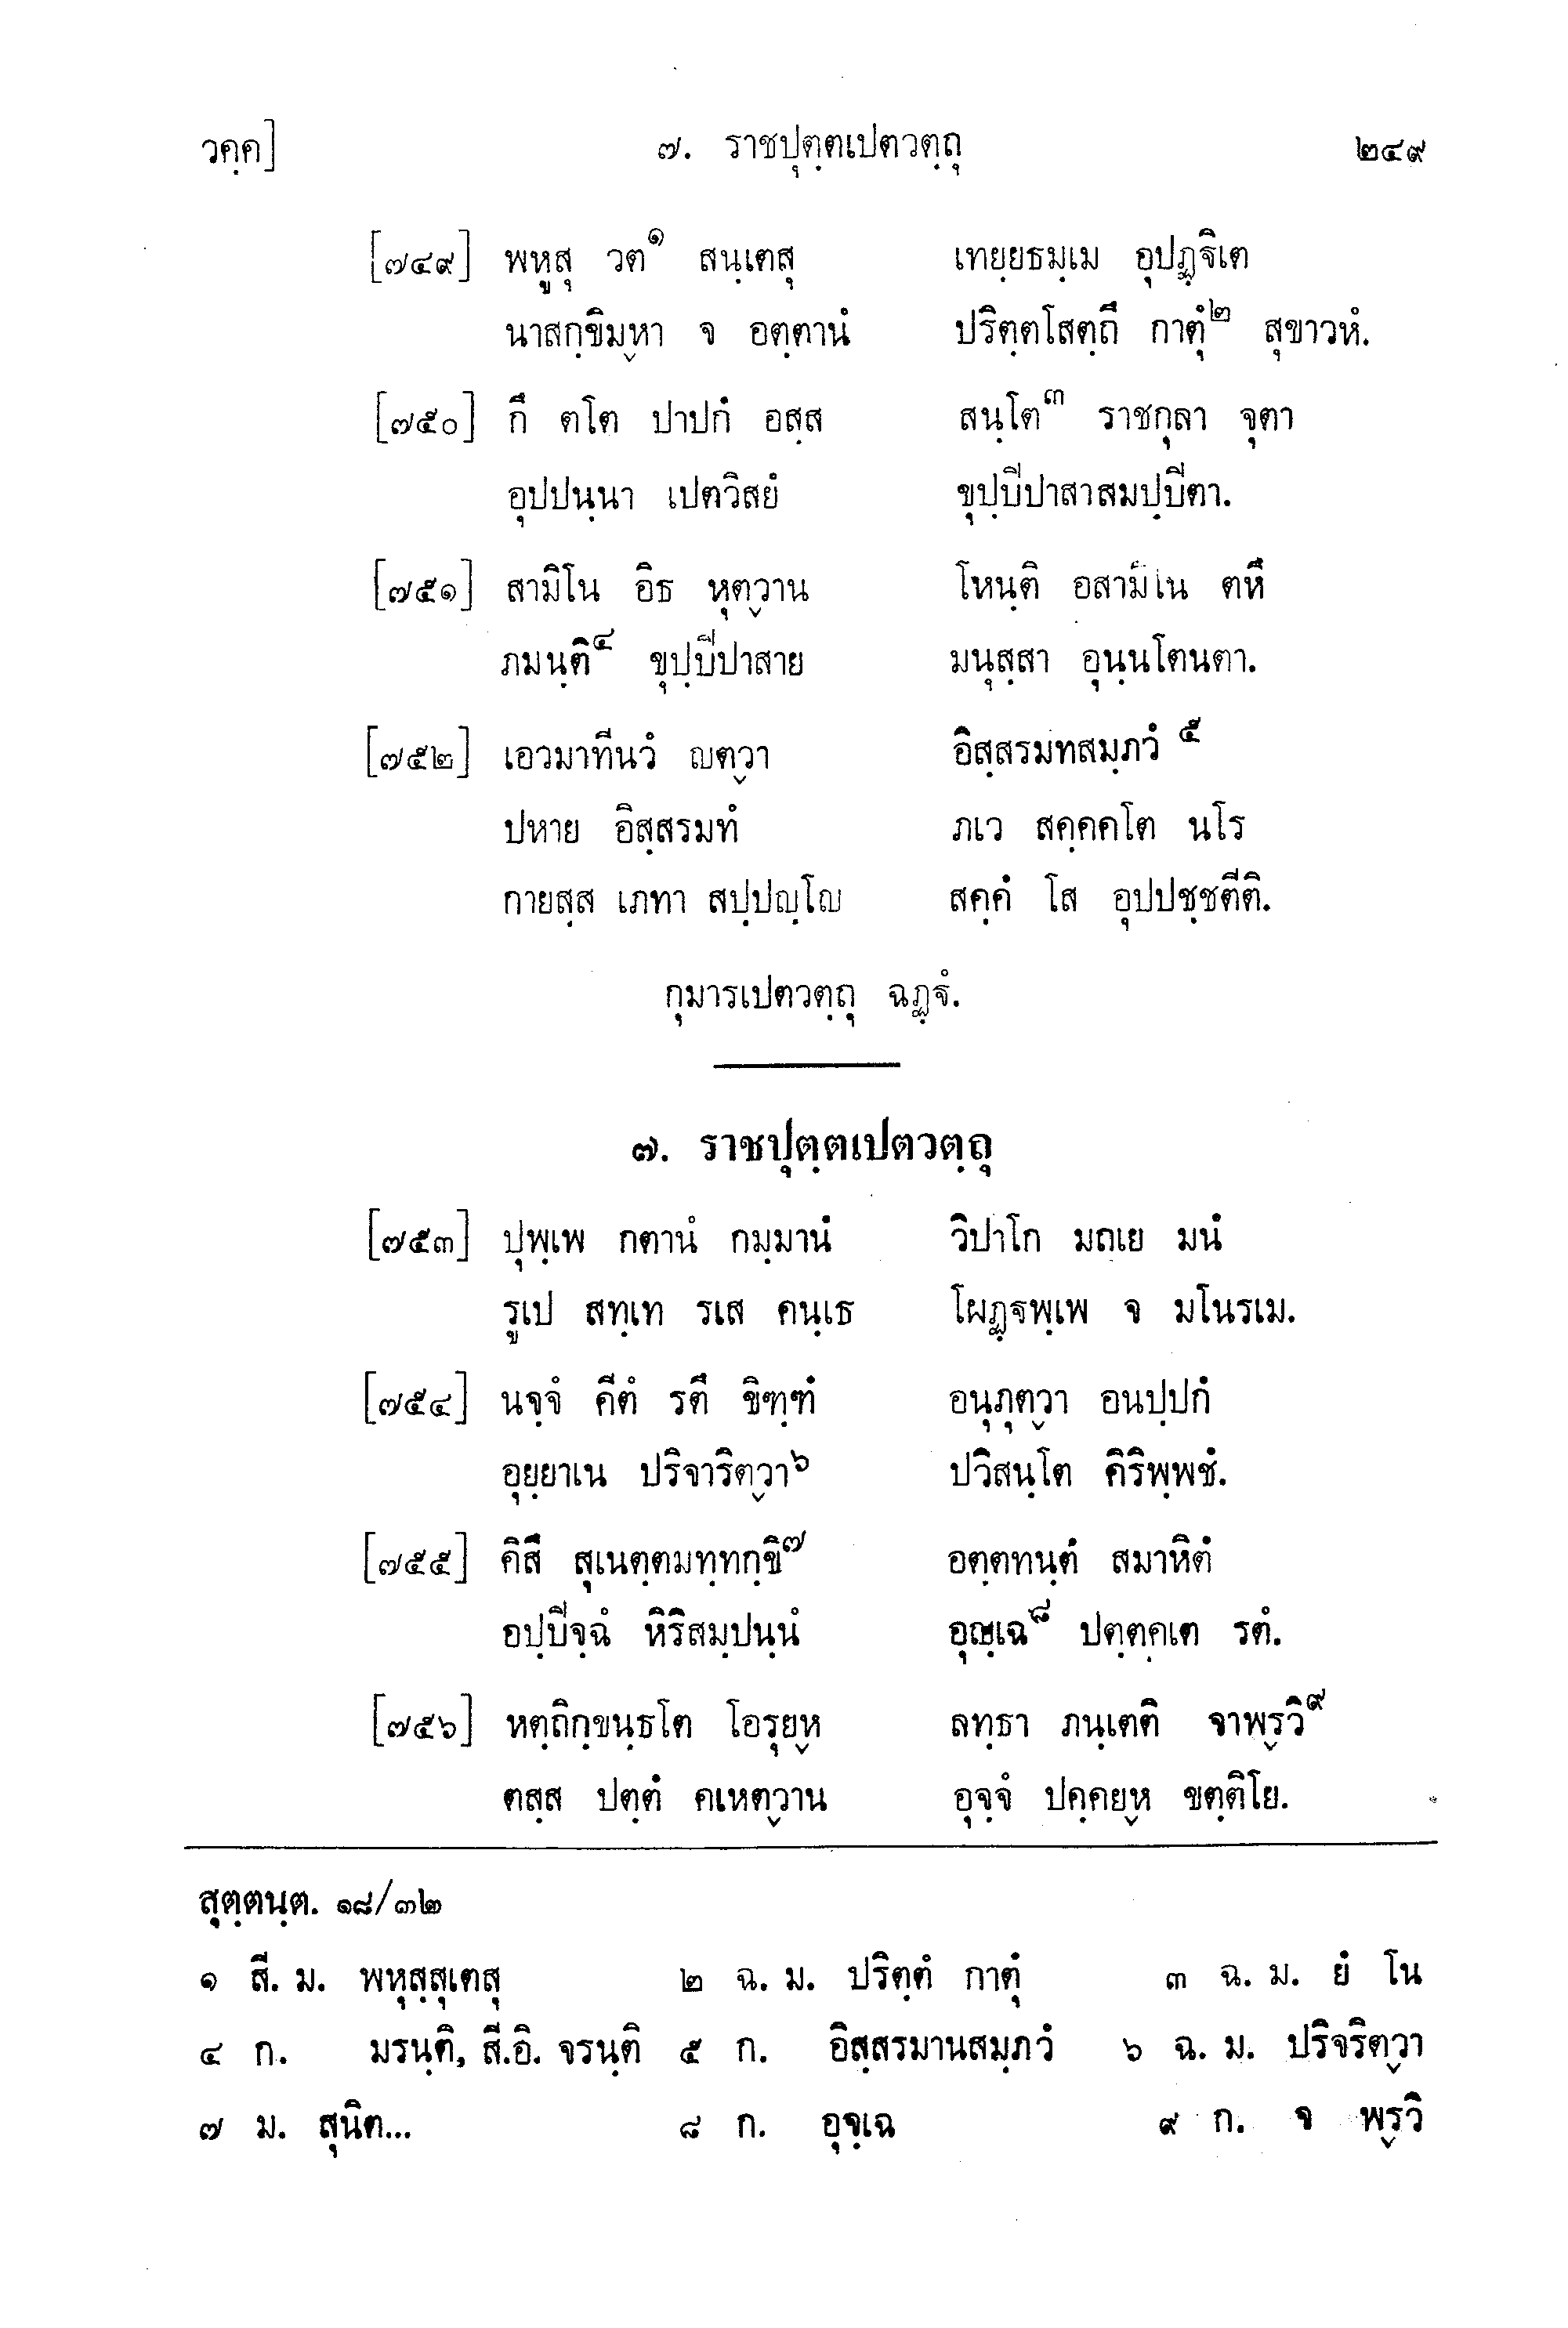 วคฺค] ๗. ราชปุตฺตเปตวตฺถุ ๒๔๙
[๗๔๙] พหูสุ วต๑ สนฺเตสุ เทยฺยธมฺเม อุปฏฺฐิเต
นาสกฺขิมฺหา จ อตฺตานํ ปริตฺตโสตฺถึ กาตุํ๒ สุขาวหํ.
[๗๕๐] กึ ตโต ปาปกํ อสฺส สนฺโต๓ ราชกุลา จุตา
อุปปนฺนา เปตวิสยํ ขุปฺปิปาสาสมปฺปิตา.
[๗๕๑] สามิโน อิธ หุตฺวาน โหนฺติ อสามิโน ตหึ
ภมนฺติ๔ ขุปฺปิปาสาย มนุสฺสา อุนฺนโตนตา.
[๗๕๒] เอวมาทีนวํ ญตฺวา อิสฺสรมทสมฺภวํ ๕
ปหาย อิสฺสรมทํ ภเว สคฺคคโต นโร
กายสฺส เภทา สปฺปญฺโญ สคฺคํ โส อุปปชฺชตีติ.
กุมารเปตวตฺถุ ฉฏฺฐํ.
๗. ราชปุตฺตเปตวตฺถุ
[๗๕๓] ปุพฺเพ กตานํ กมฺมานํ วิปาโก มถเย มนํ
รูเป สทฺเท รเส คนฺเธ โผฏฺฐพฺเพ จ มโนรเม.
[๗๕๔] นจฺจํ คีตํ รตึ ขิฑฺฑํ อนุภุตฺวา อนปฺปกํ
อุยฺยาเน ปริจาริตฺวา๖ ปวิสนฺโต คิริพฺพชํ.
[๗๕๕] คิสึ สุเนตฺตมทฺทกฺขิ๗ อตฺตทนฺตํ สมาหิตํ
อปฺปิจฺฉํ หิริสมฺปนฺนํ อุญฺเฉ๘ ปตฺตคฺคเต รตํ.
[๗๕๖] หตฺถิกฺขนฺธโต โอรุยฺห ลทฺธา ภนฺเตติ จาพฺรวิ๙
ตสฺส ปตฺตํ คเหตฺวาน อุจฺจํ ปคฺคยฺห ขตฺติโย.
สุตฺตนฺต. ๑๘/๓๒
๑ สี. ม. พหุสฺสุเตสุ ๒ ฉ. ม. ปริตฺตํ กาตุํ ๓ ฉ. ม. ยํ โน
๔ ก. มรนฺติ, สี.อิ. จรนฺติ ๕ ก. อิสฺสรมานสมฺภวํ ๖ ฉ. ม. ปริจริตฺวา
๗ ม. สุนิต... ๘ ก. อุจฺเฉ ๙ ก. จ พฺรวิ